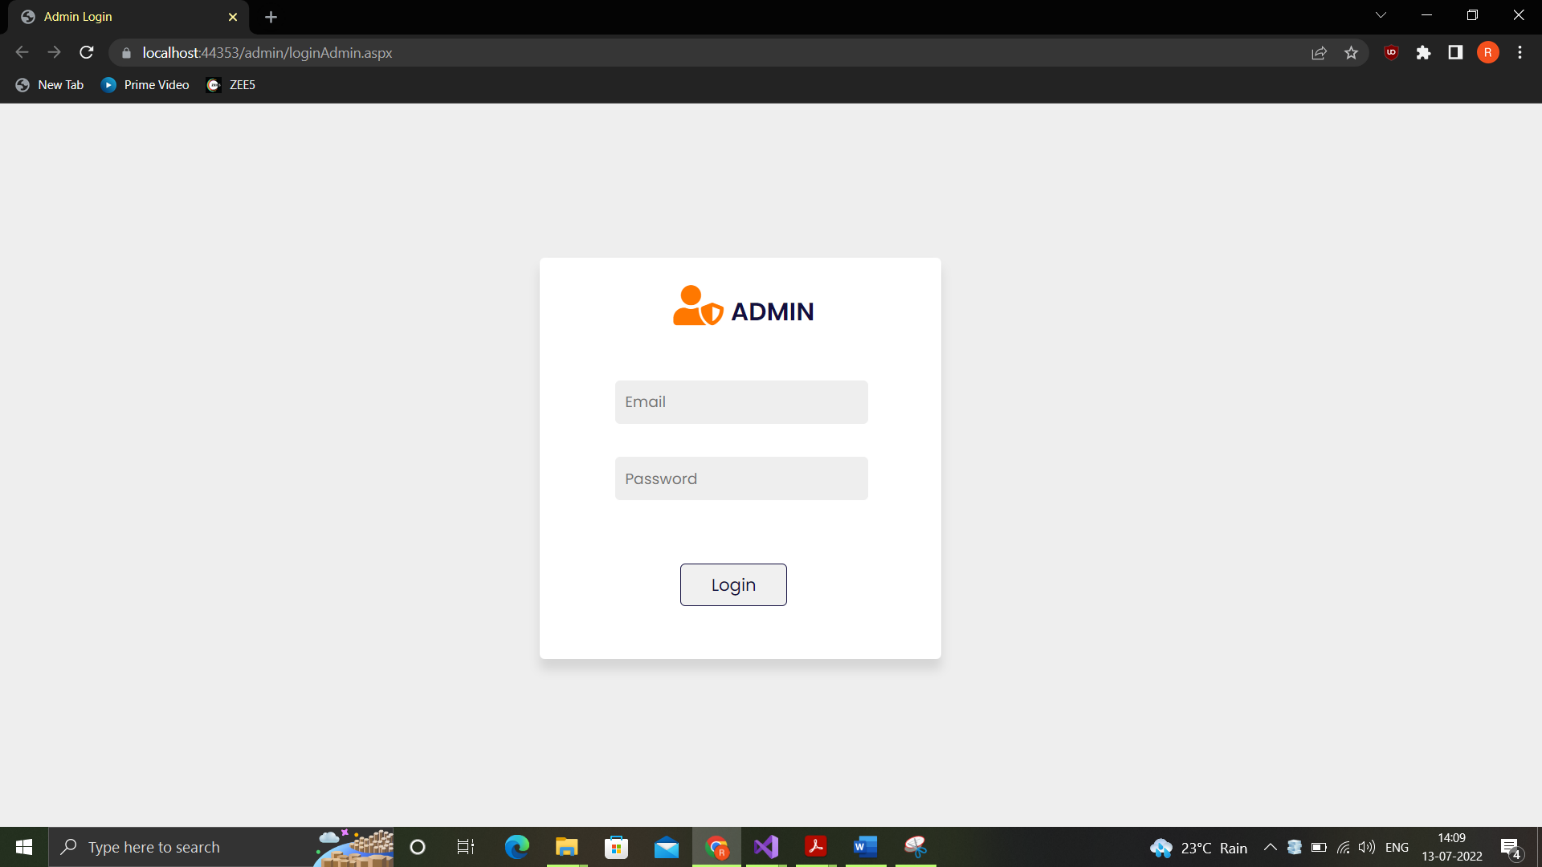 Admin Login
localhost:44353/admin/loginAdmin.aspx
R
New Tab
Prime Video
ZEE5
ADMIN
Email
Password
Login
Type here to search
23°C Rain
ENG
14:09
13-07-2022
4